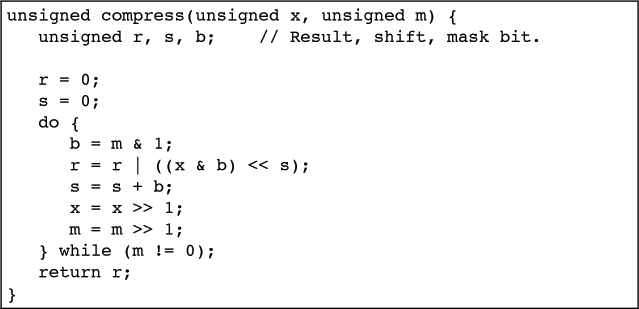 unsigned compress(unsigned x, unsigned m) {
   unsigned r, s, b;    // Result, shift, mask bit.

   r = 0;
   s = 0;
   do {
      b = m & 1;
      r = r | ((x & b) << s);
      s = s + b;
      x = x >> 1;
      m = m >> 1;
   } while (m != 0);
   return r;
}